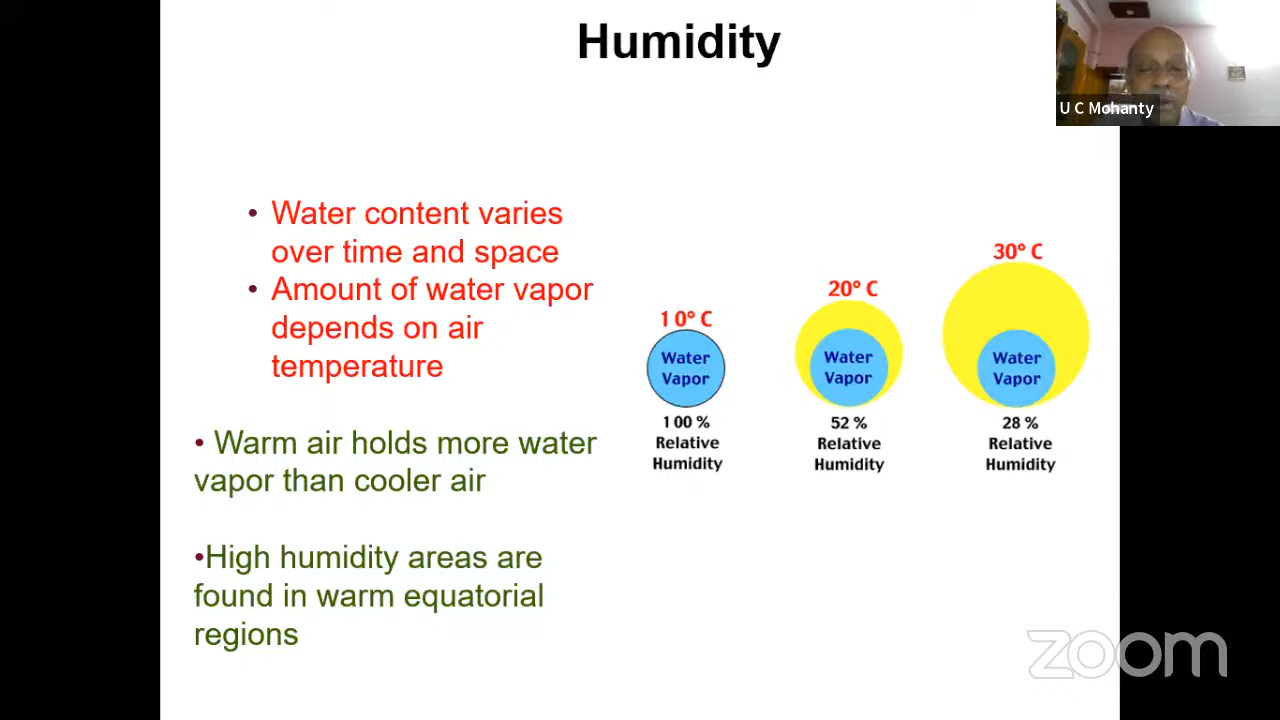 Humidity
U C Mohanty
• Water content varies
over time and space
• Amount of water vapor
depends on air
temperature
• Warm air holds more water
vapor than cooler air
•High humidity areas are
found in warm equatorial
regions
10° C
Water
Vapor
100 %
Relative
Humidity
20° C
Water
Vapor
52 %
Relative
Humidity
30° C
Water
Vapor
28 %
Relative
Humidity
zoom